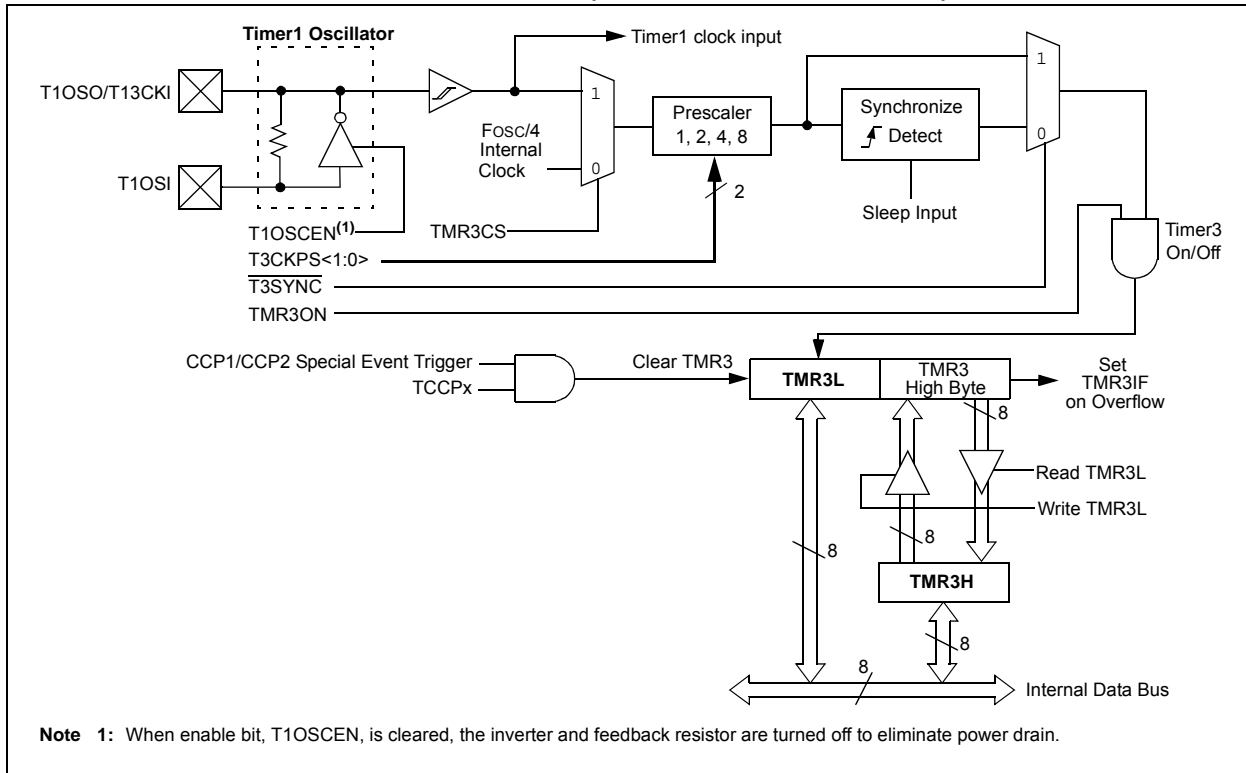 Timer1 Oscillator
Timer1 clock input
T1OSO/T13CKI
T1OSI
FOSC/4
Internal
Clock
1
0
Prescaler
1, 2, 4, 8
2
Synchronize
Detect
Sleep Input
1
0
T1OSCEN(1)
TMR3CS
T3CKPS<1:0>
T3SYNC
TMR3ON
Timer3
On/Off
CCP1/CCP2 Special Event Trigger
TCCPx
Clear TMR3
TMR3L
TMR3
High Byte
Set
TMR3IF
on Overflow
8
Read TMR3L
Write TMR3L
8
8
TMR3H
8
8
Internal Data Bus
Note 1: When enable bit, T1OSCEN, is cleared, the inverter and feedback resistor are turned off to eliminate power drain.